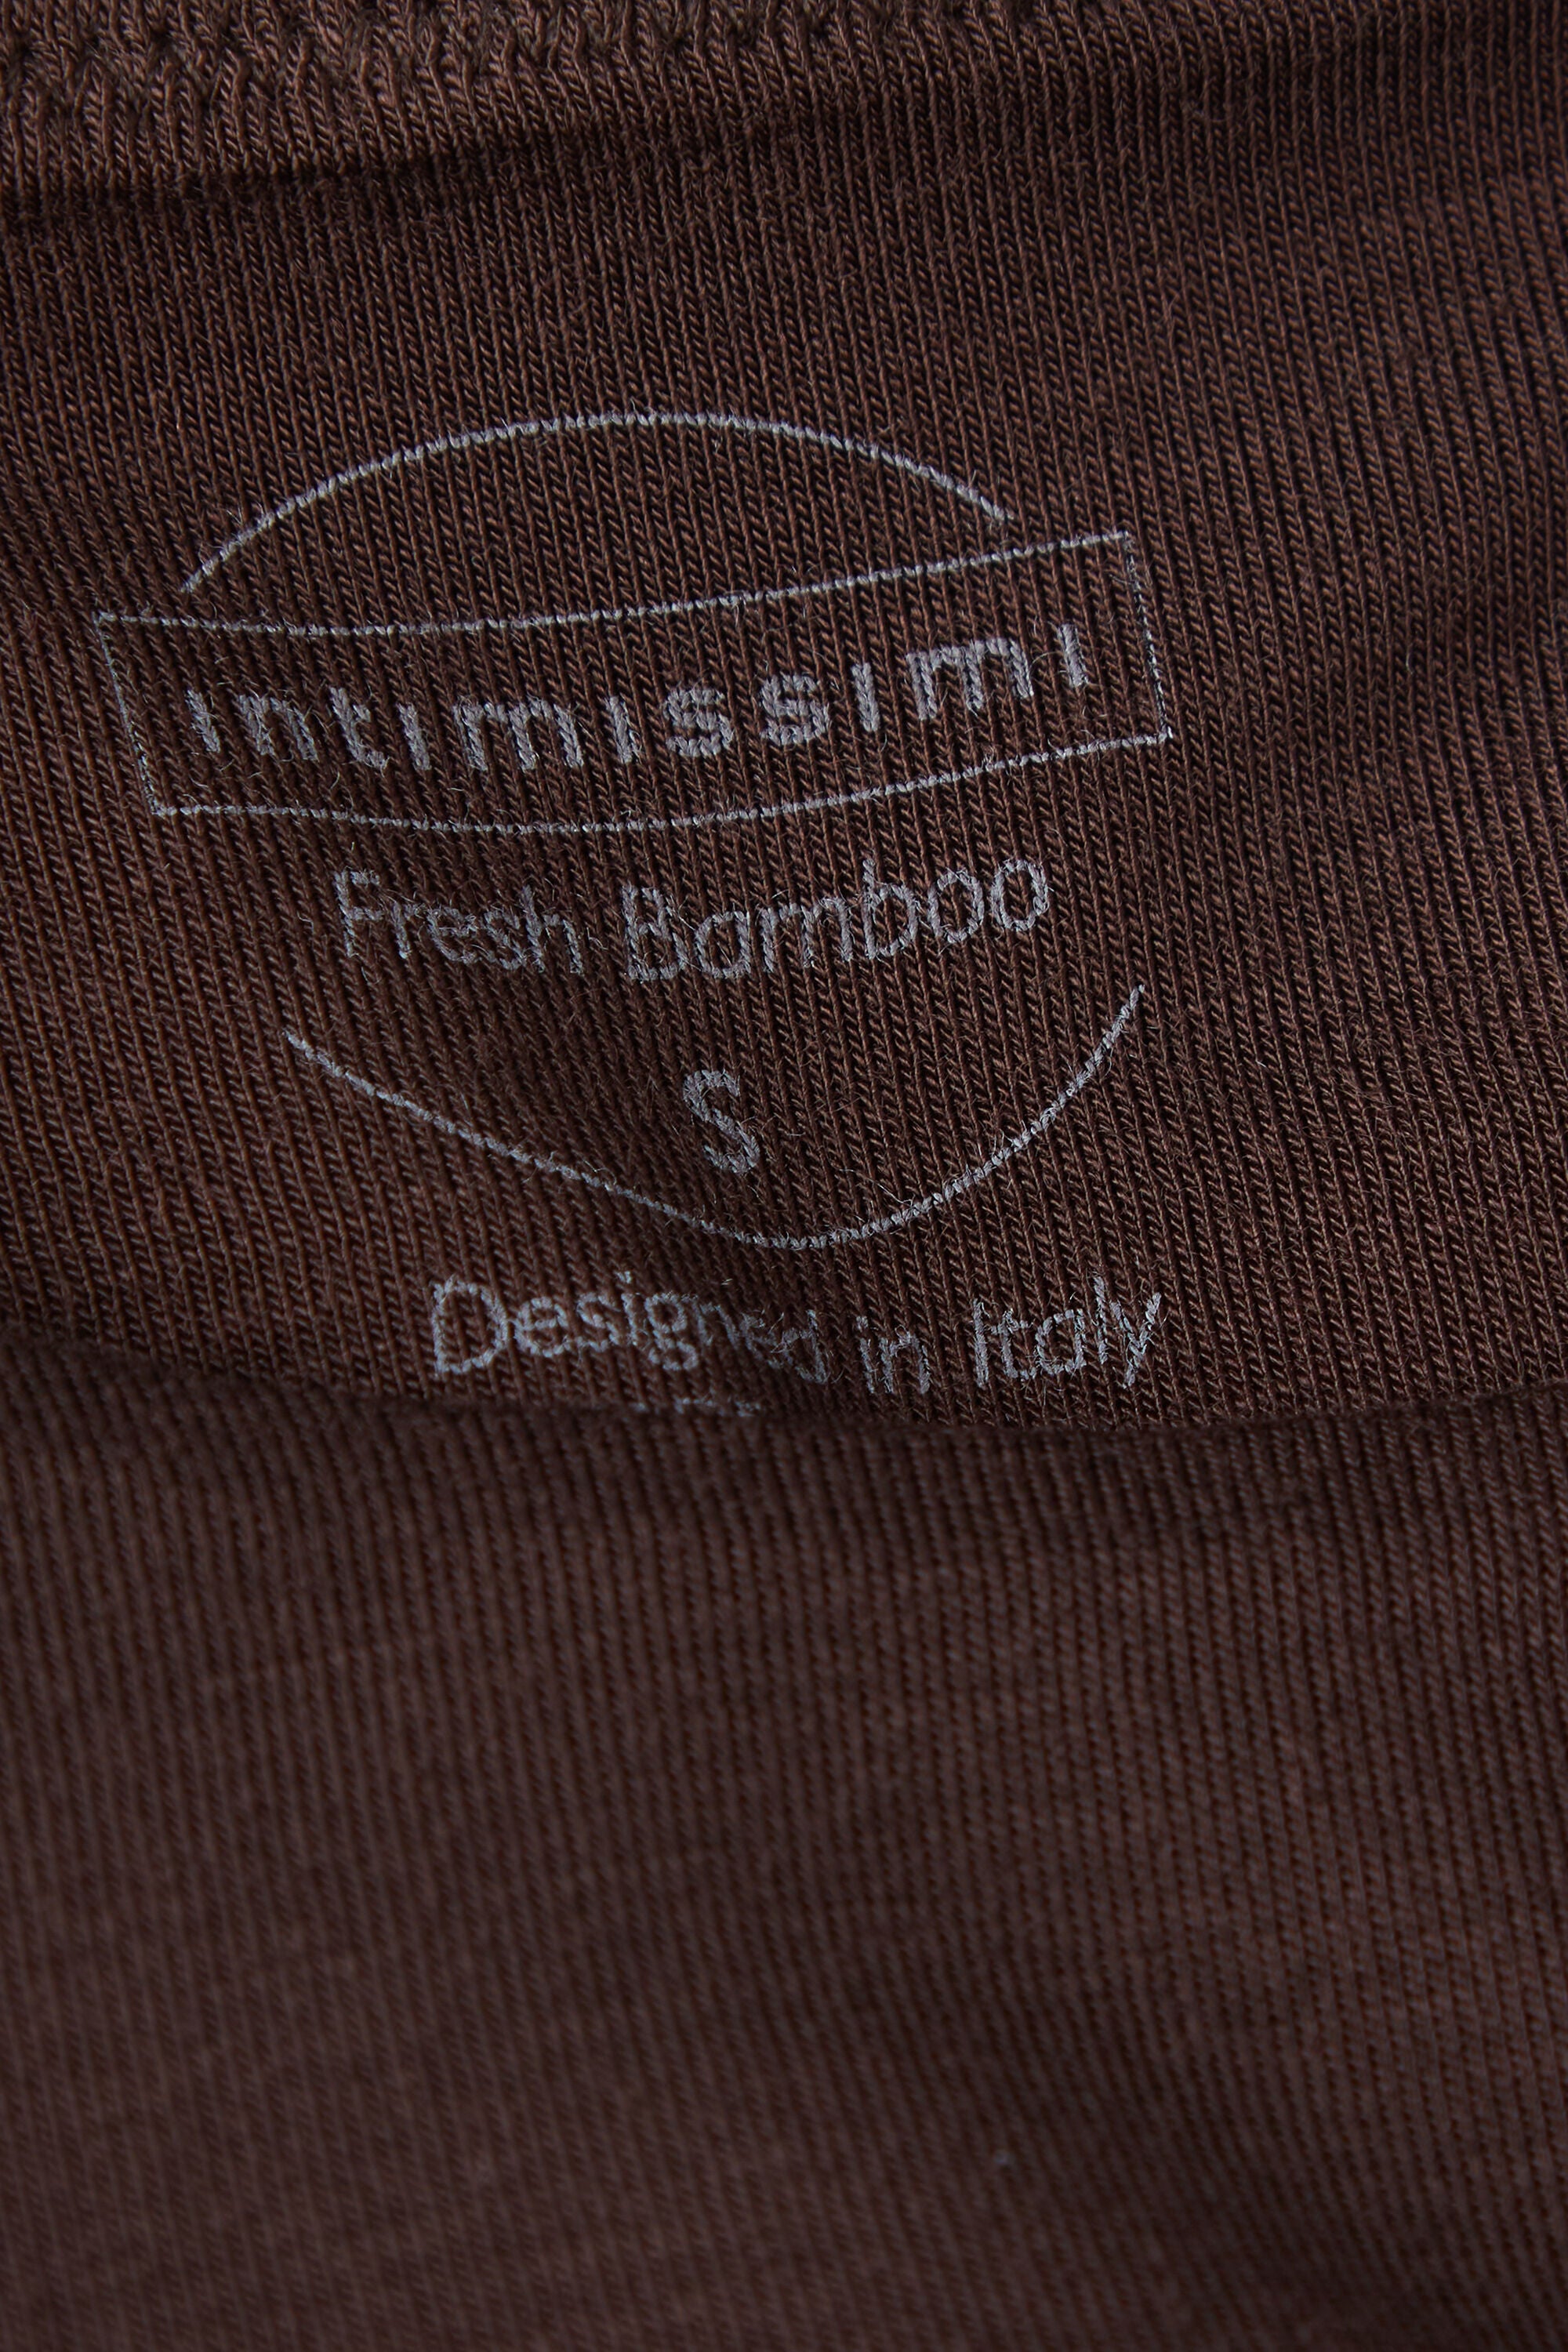 intimissimi
Fresh Bamboo
S
Designed in Italy